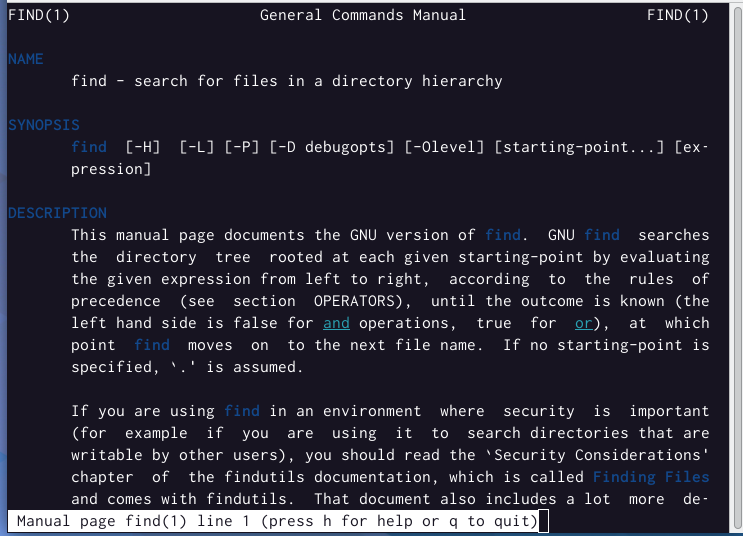 FIND(1) General Commands Manual FIND(1)
NAME
find - search for files in a directory hierarchy
SYNOPSIS
find [-H] [-L] [-P] [-D debugopts] [-Olevel] [starting-point...] [ex-
pression]
DESCRIPTION
This manual page documents the GNU version of find. GNU find searches
the directory tree rooted at each given starting-point by evaluating
the given expression from left to right, according to the rules of
precedence (see section OPERATORS), until the outcome is known (the
left hand side is false for and operations, true for or), at which
point find moves on to the next file name. If no starting-point is
specified, `.' is assumed.
If you are using find in an environment where security is important
(for example if you are using it to search directories that are
writable by other users), you should read the `Security Considerations'
chapter of the findutils documentation, which is called Finding Files
and comes with findutils. That document also includes a lot more de-
Manual page find(1) line 1 (press h for help or q to quit)